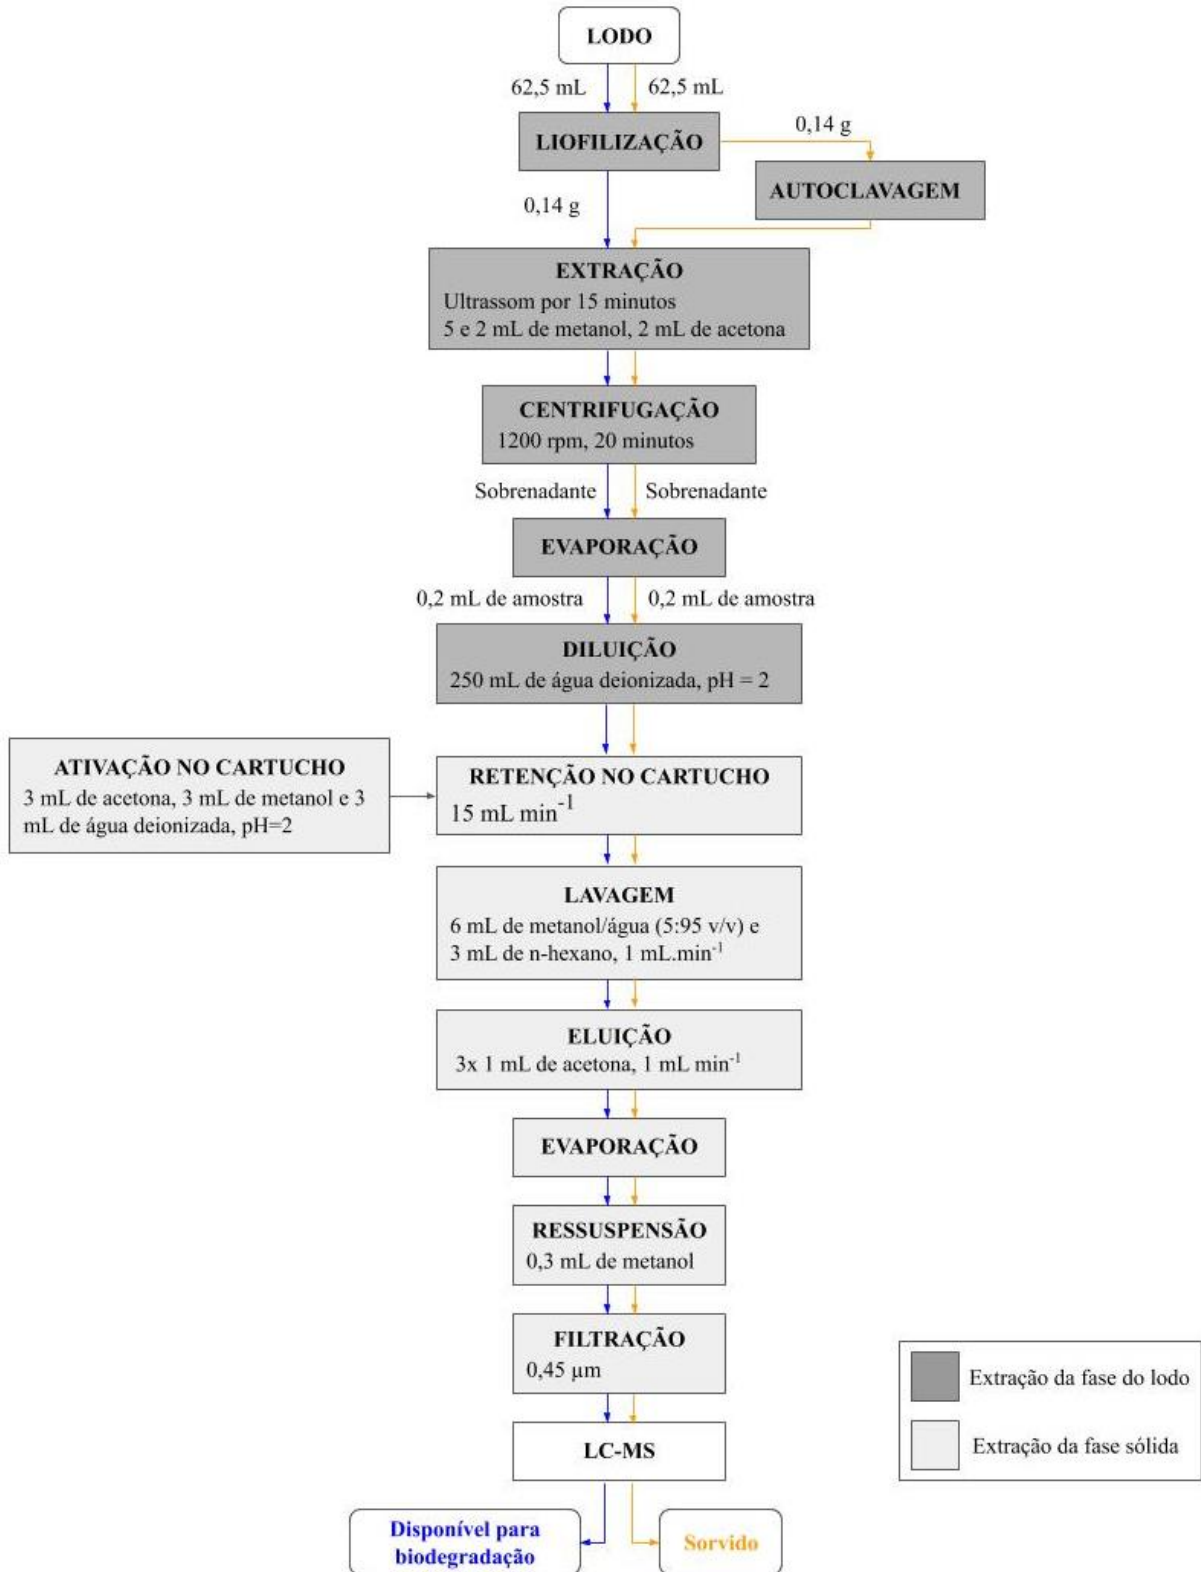 LODO
62,5 mL
62,5 mL
LIOFILIZAÇÃO
0,14 g
AUTOCLAVAGEM
0,14 g
EXTRAÇÃO
Ultrassom por 15 minutos
5 e 2 mL de metanol, 2 mL de acetona
CENTRIFUGAÇÃO
1200 rpm, 20 minutos
Sobrenadante
Sobrenadante
EVAPORAÇÃO
0,2 mL de amostra
0,2 mL de amostra
DILUIÇÃO
250 mL de água deionizada, pH = 2
ATIVAÇÃO NO CARTUCHO
3 mL de acetona, 3 mL de metanol e 3
mL de água deionizada, pH=2
RETENÇÃO NO CARTUCHO
15 mL min⁻¹
LAVAGEM
6 mL de metanol/água (5:95 v/v) e
3 mL de n-hexano, 1 mL.min⁻¹
ELUIÇÃO
3x 1 mL de acetona, 1 mL min⁻¹
EVAPORAÇÃO
RESSUSPENSÃO
0,3 mL de metanol
FILTRAÇÃO
0,45 µm
LC-MS
Disponível para
biodegradação
Sorvido
Extração da fase do lodo
Extração da fase sólida